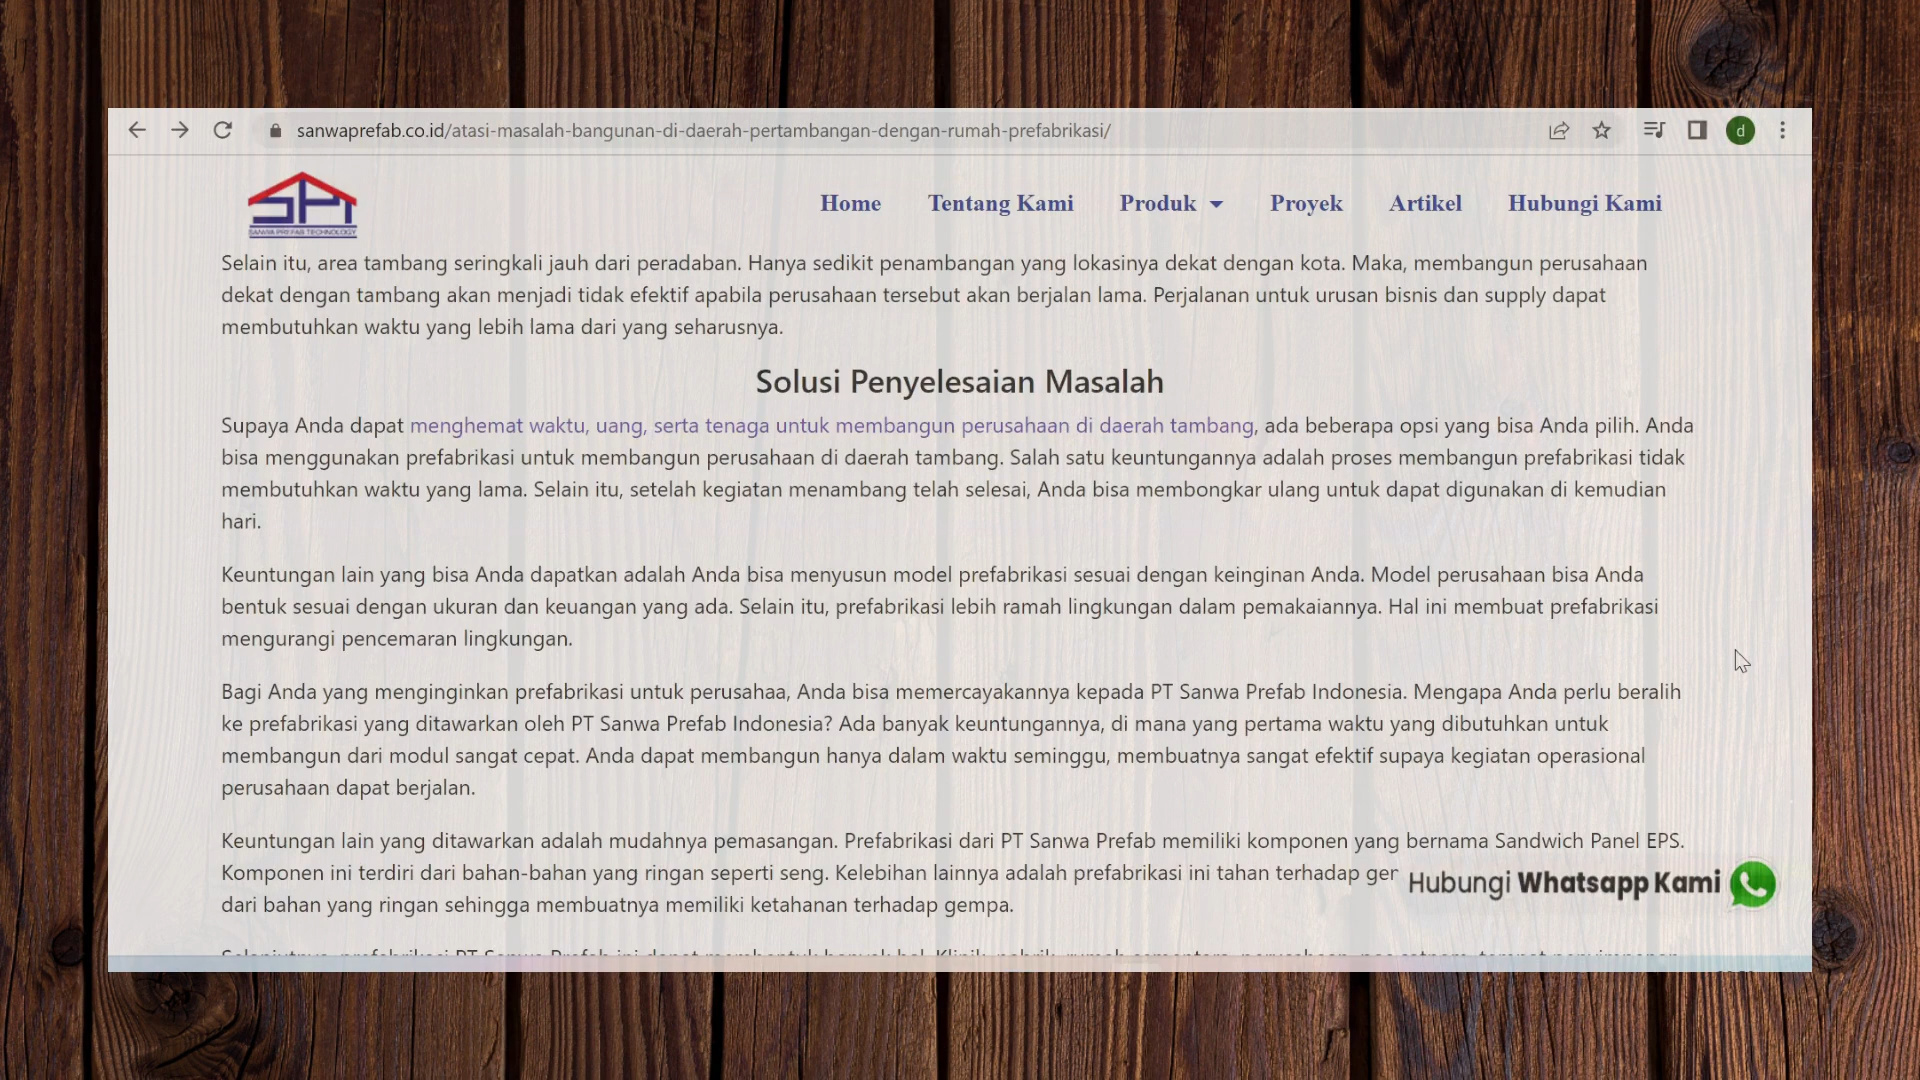 sanwaprefab.co.id/atasi-masalah-bangunan-di-daerah-pertambangan-dengan-rumah-prefabrikasi/
d
SPT
SANWA PREFAB TECHNOLOGY
Home Tentang Kami Produk Proyek Artikel Hubungi Kami
Selain itu, area tambang seringkali jauh dari peradaban. Hanya sedikit penambangan yang lokasinya dekat dengan kota. Maka, membangun perusahaan
dekat dengan tambang akan menjadi tidak efektif apabila perusahaan tersebut akan berjalan lama. Perjalanan untuk urusan bisnis dan supply dapat
membutuhkan waktu yang lebih lama dari yang seharusnya.
Solusi Penyelesaian Masalah
Supaya Anda dapat menghemat waktu, uang, serta tenaga untuk membangun perusahaan di daerah tambang, ada beberapa opsi yang bisa Anda pilih. Anda
bisa menggunakan prefabrikasi untuk membangun perusahaan di daerah tambang. Salah satu keuntungannya adalah proses membangun prefabrikasi tidak
membutuhkan waktu yang lama. Selain itu, setelah kegiatan menambang telah selesai, Anda bisa membongkar ulang untuk dapat digunakan di kemudian
hari.
Keuntungan lain yang bisa Anda dapatkan adalah Anda bisa menyusun model prefabrikasi sesuai dengan keinginan Anda. Model perusahaan bisa Anda
bentuk sesuai dengan ukuran dan keuangan yang ada. Selain itu, prefabrikasi lebih ramah lingkungan dalam pemakaiannya. Hal ini membuat prefabrikasi
mengurangi pencemaran lingkungan.
Bagi Anda yang menginginkan prefabrikasi untuk perusahaa, Anda bisa memercayakannya kepada PT Sanwa Prefab Indonesia. Mengapa Anda perlu beralih
ke prefabrikasi yang ditawarkan oleh PT Sanwa Prefab Indonesia? Ada banyak keuntungannya, di mana yang pertama waktu yang dibutuhkan untuk
membangun dari modul sangat cepat. Anda dapat membangun hanya dalam waktu seminggu, membuatnya sangat efektif supaya kegiatan operasional
perusahaan dapat berjalan.
Keuntungan lain yang ditawarkan adalah mudahnya pemasangan. Prefabrikasi dari PT Sanwa Prefab memiliki komponen yang bernama Sandwich Panel EPS.
Komponen ini terdiri dari bahan-bahan yang ringan seperti seng. Kelebihan lainnya adalah prefabrikasi ini tahan terhadap
dari bahan yang ringan sehingga membuatnya memiliki ketahanan terhadap gempa.
Hubungi Whatsapp Kami